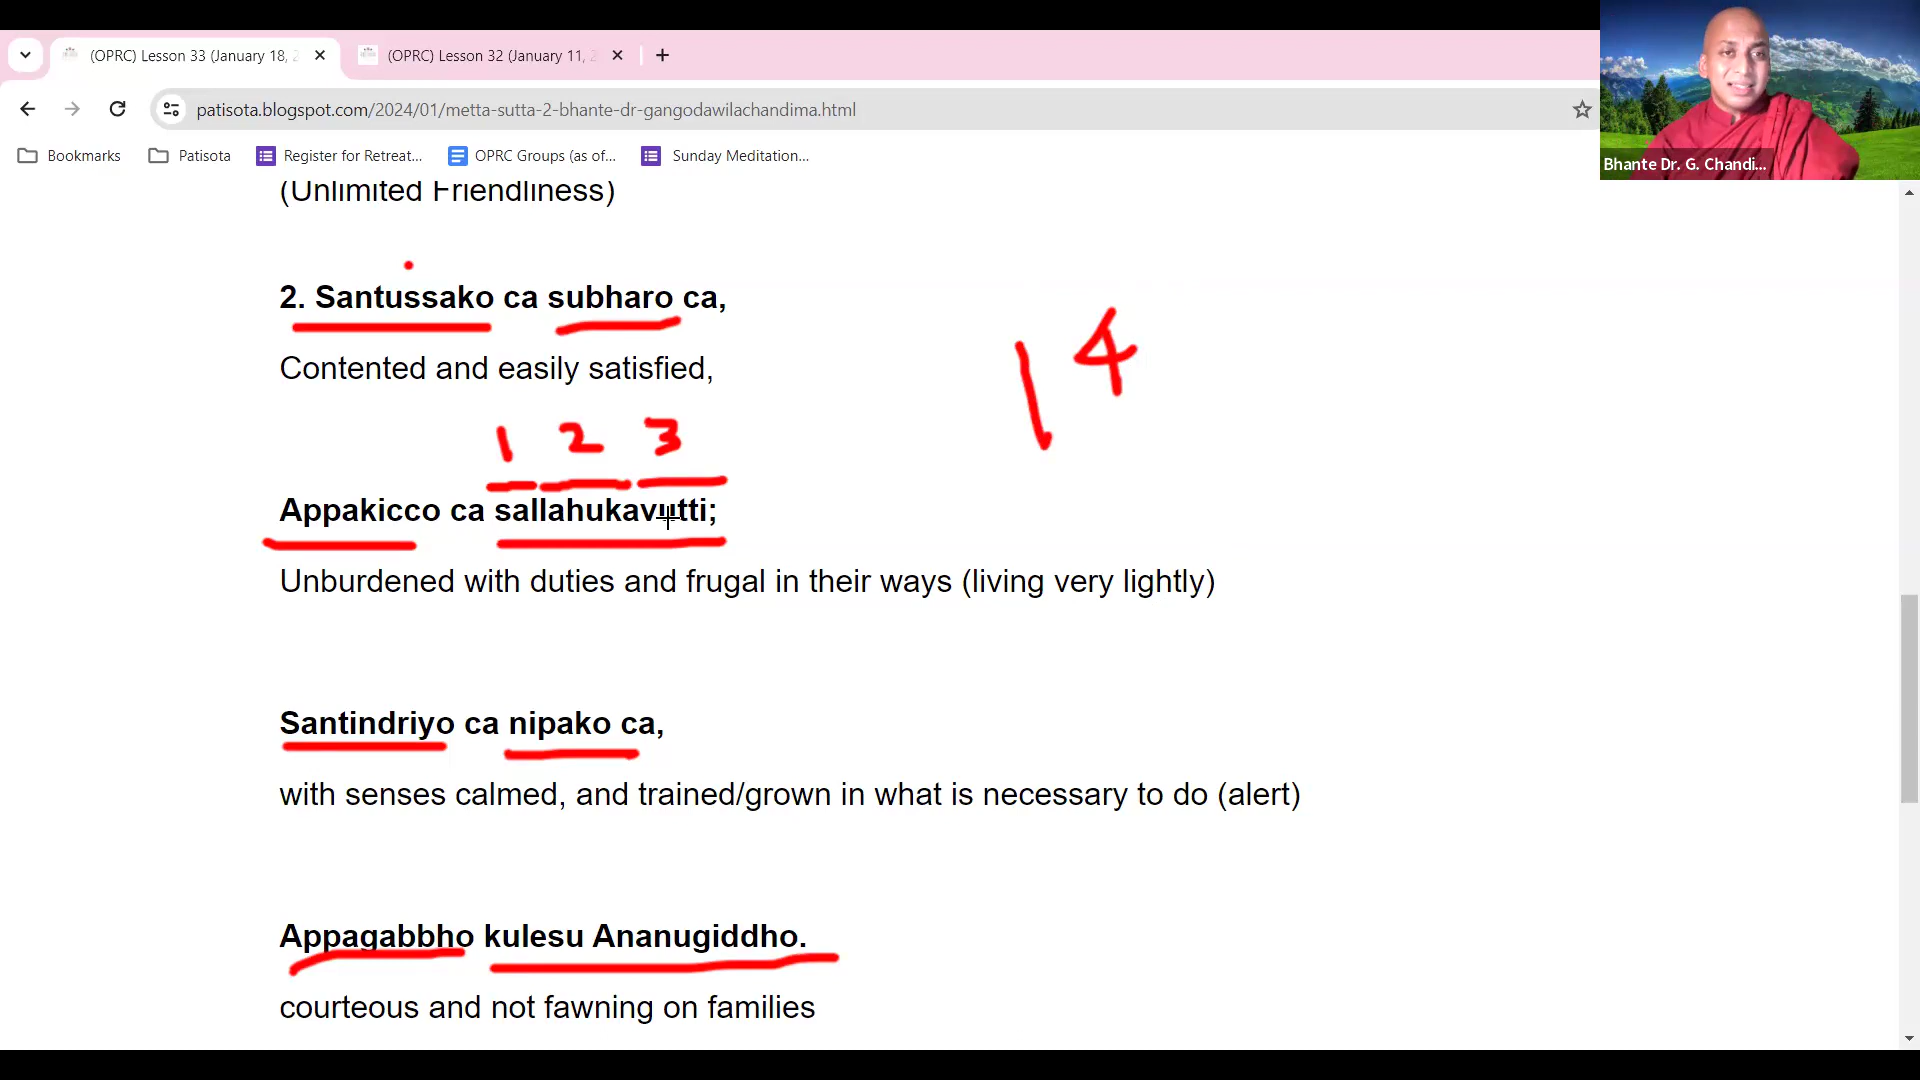 (OPRC) Lesson 33 (January 18, 2
(OPRC) Lesson 32 (January 11, 2
patisota.blogspot.com/2024/01/metta-sutta-2-bhante-dr-gangodawilachandima.html
Bookmarks Patisota Register for Retreat... OPRC Groups (as of... Sunday Meditation...
Bhante Dr. G. Chandi...
(Unlimited Friendliness)
2. Santussako ca subharo ca,
Contented and easily satisfied,
1 4
1 2 3
Appakicco ca sallahukavutti;
Unburdened with duties and frugal in their ways (living very lightly)
Santindriyo ca nipako ca,
with senses calmed, and trained/grown in what is necessary to do (alert)
Appagabbho kulesu Ananugiddho.
courteous and not fawning on families